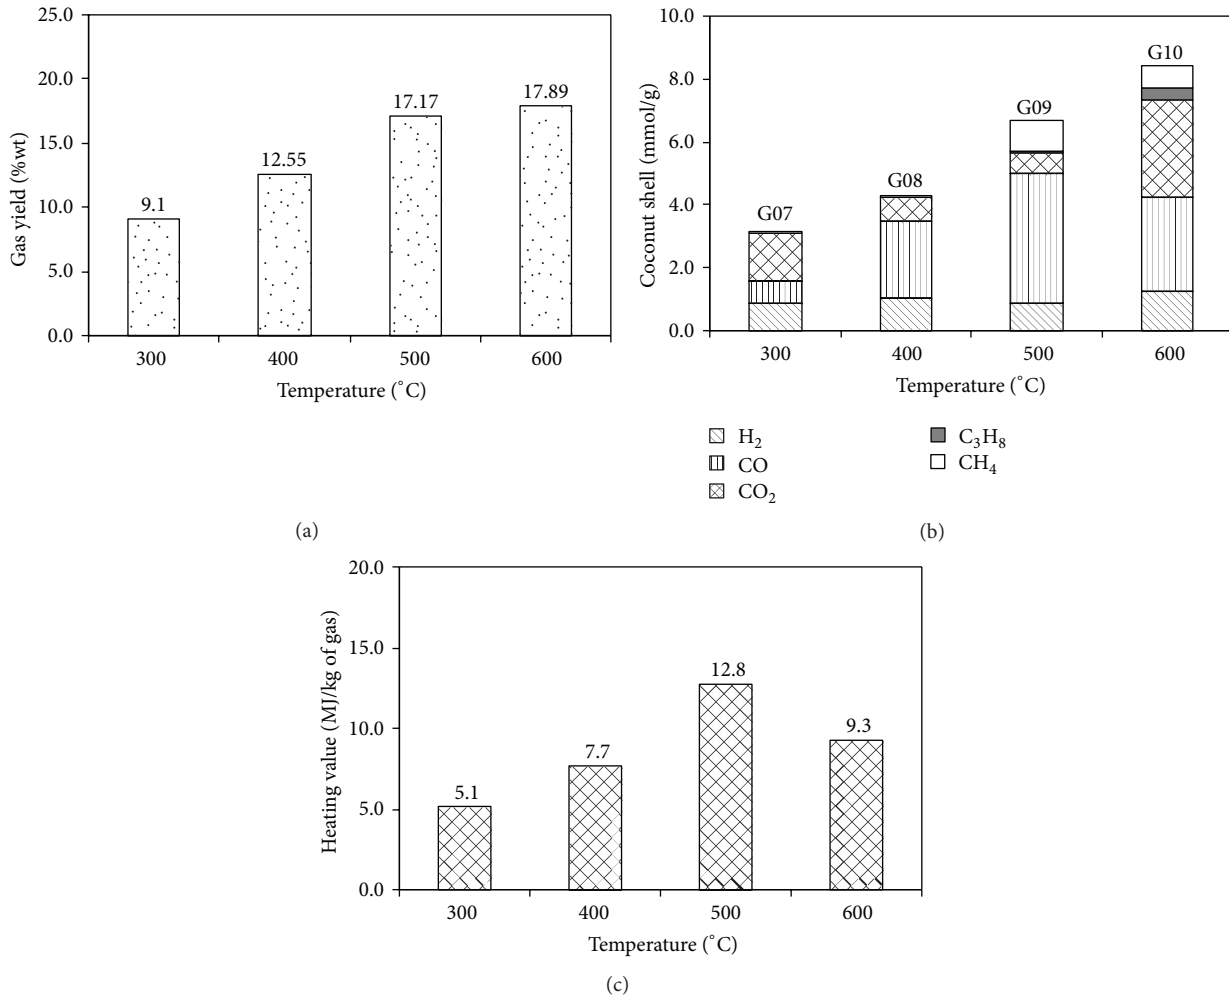 25.0
20.0
15.0
10.0
5.0
0.0
Gas yield (%wt)
9.1
12.55
17.17
17.89
300 400 500 600
Temperature (˚C)
(a)
10.0
8.0
6.0
4.0
2.0
0.0
Coconut shell (mmol/g)
G07
G08
G09
G10
300 400 500 600
Temperature (˚C)
H₂
CO
CO₂
C₃H₈
CH₄
(b)
20.0
15.0
10.0
5.0
0.0
Heating value (MJ/kg of gas)
5.1
7.7
12.8
9.3
300 400 500 600
Temperature (˚C)
(c)